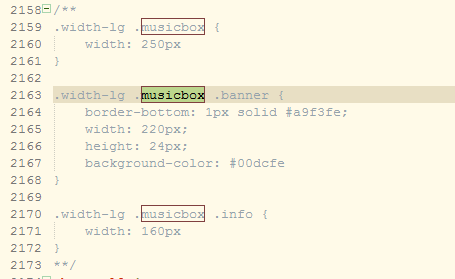 2158 /**
2159 .width-lg .musicbox {
2160     width: 250px
2161 }
2162
2163 .width-lg .musicbox .banner {
2164     border-bottom: 1px solid #a9f3fe;
2165     width: 220px;
2166     height: 24px;
2167     background-color: #00dcfe
2168 }
2169
2170 .width-lg .musicbox .info {
2171     width: 160px
2172 }
2173 **/